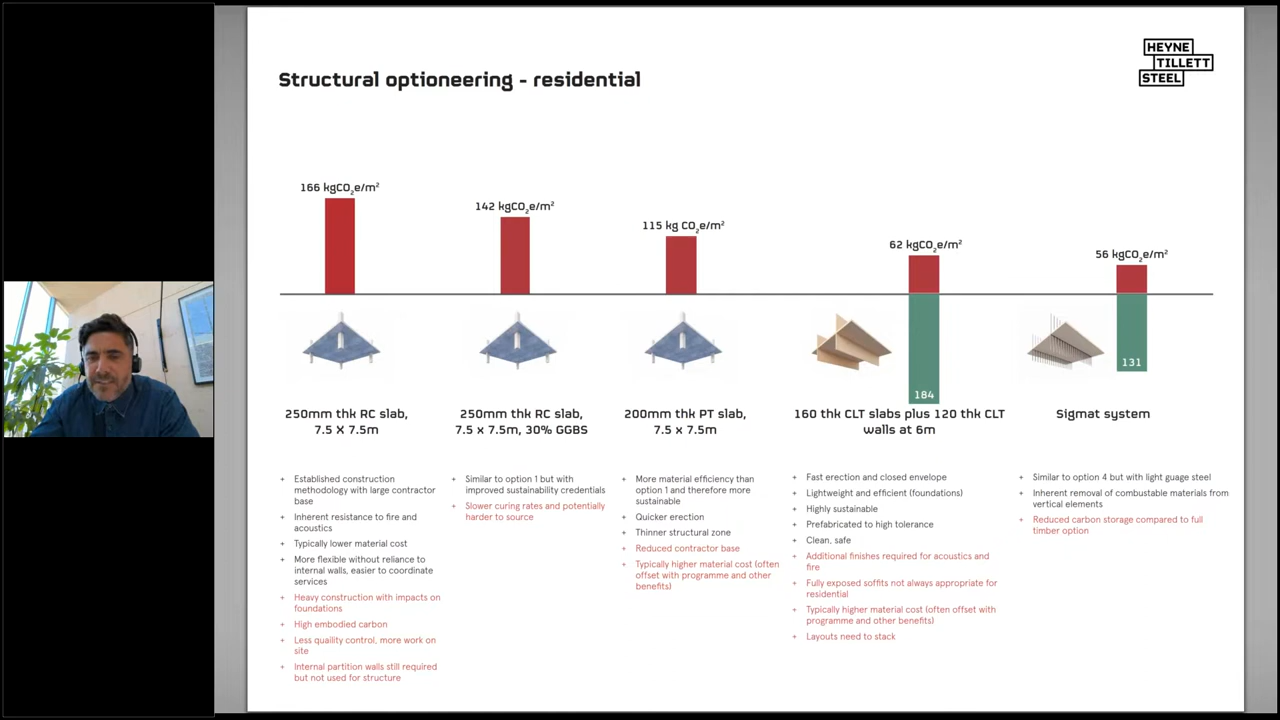 HEYNE
TILLETT
STEEL
Structural optioneering - residential
166 kgCO₂e/m²
142 kgCO₂e/m²
115 kg CO₂e/m²
62 kgCO₂e/m²
56 kgCO₂e/m²
131
184
250mm thk RC slab,
7.5 X 7.5m
250mm thk RC slab,
7.5 x 7.5m, 30% GGBS
200mm thk PT slab,
7.5 x 7.5m
160 thk CLT slabs plus 120 thk CLT
walls at 6m
Sigmat system
+ Established construction
methodology with large contractor
base
+ Inherent resistance to fire and
acoustics
+ Typically lower material cost
+ More flexible without reliance to
internal walls, easier to coordinate
services
+ Heavy construction with impacts on
foundations
+ High embodied carbon
+ Less quaility control, more work on
site
+ Internal partition walls still required
but not used for structure
+ Similar to option 1 but with
improved sustainability credentials
+ Slower curing rates and potentially
harder to source
+ More material efficiency than
option 1 and therefore more
sustainable
+ Quicker erection
+ Thinner structural zone
+ Reduced contractor base
+ Typically higher material cost (often
offset with programme and other
benefits)
+ Fast erection and closed envelope
+ Lightweight and efficient (foundations)
+ Highly sustainable
+ Prefabricated to high tolerance
+ Clean, safe
+ Additional finishes required for acoustics and
fire
+ Fully exposed soffits not always appropriate for
residential
+ Typically higher material cost (often offset with
programme and other benefits)
+ Layouts need to stack
+ Similar to option 4 but with light guage steel
+ Inherent removal of combustable materials from
vertical elements
+ Reduced carbon storage compared to full
timber option